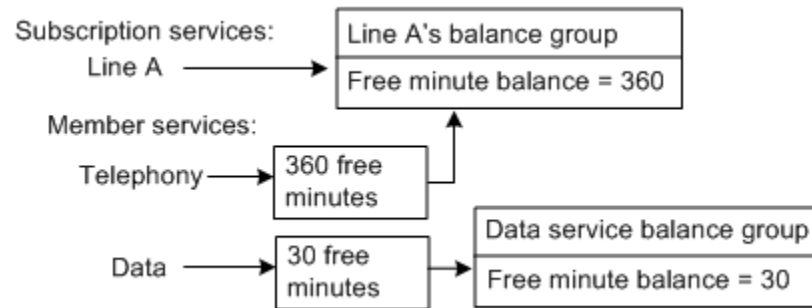 Subscription services:
Line A
Line A's balance group
Free minute balance = 360
Member services:
Telephony
360 free
minutes
Data
30 free
minutes
Data service balance group
Free minute balance = 30